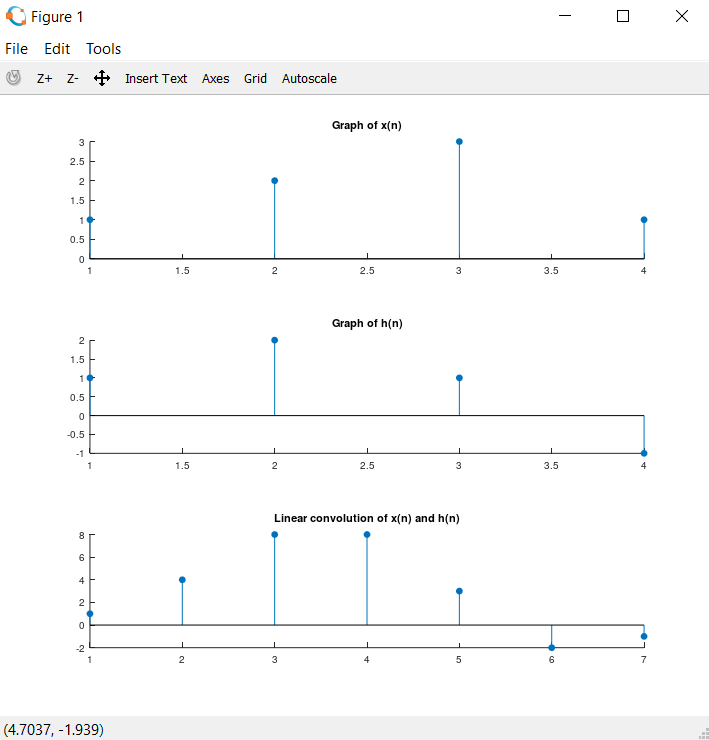 Figure 1
File Edit Tools
Z+ Z- Insert Text Axes Grid Autoscale
Graph of x(n)
3
2.5
2
1.5
1
0.5
0
1 1.5 2 2.5 3 3.5 4
Graph of h(n)
2
1.5
1
0.5
0
-0.5
-1
1 1.5 2 2.5 3 3.5 4
Linear convolution of x(n) and h(n)
8
6
4
2
0
-2
1 2 3 4 5 6 7
(4.7037, -1.939)